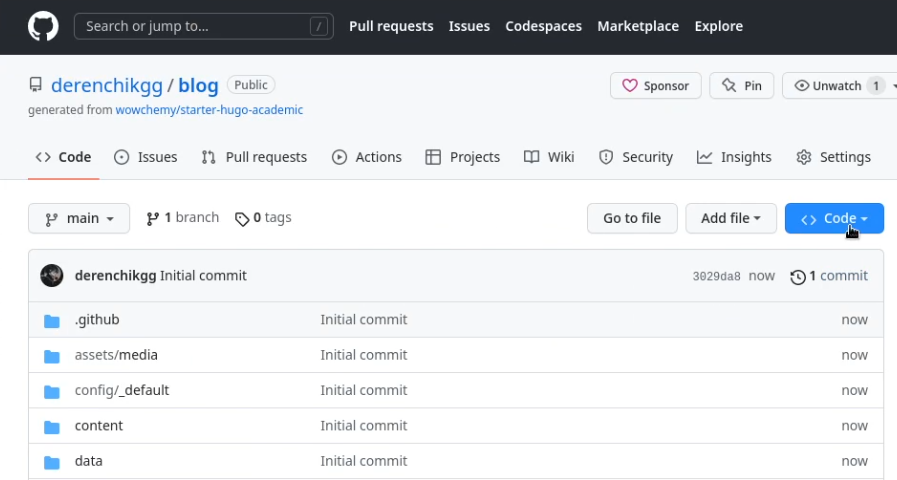 Search or jump to… / Pull requests Issues Codespaces Marketplace Explore
derenchikgg / blog Public Sponsor Pin Unwatch 1
generated from wowchemy/starter-hugo-academic
Code Issues Pull requests Actions Projects Wiki Security Insights Settings
main 1 branch 0 tags Go to file Add file Code
derenchikgg Initial commit 3029da8 now 1 commit
.github Initial commit now
assets/media Initial commit now
config/_default Initial commit now
content Initial commit now
data Initial commit now